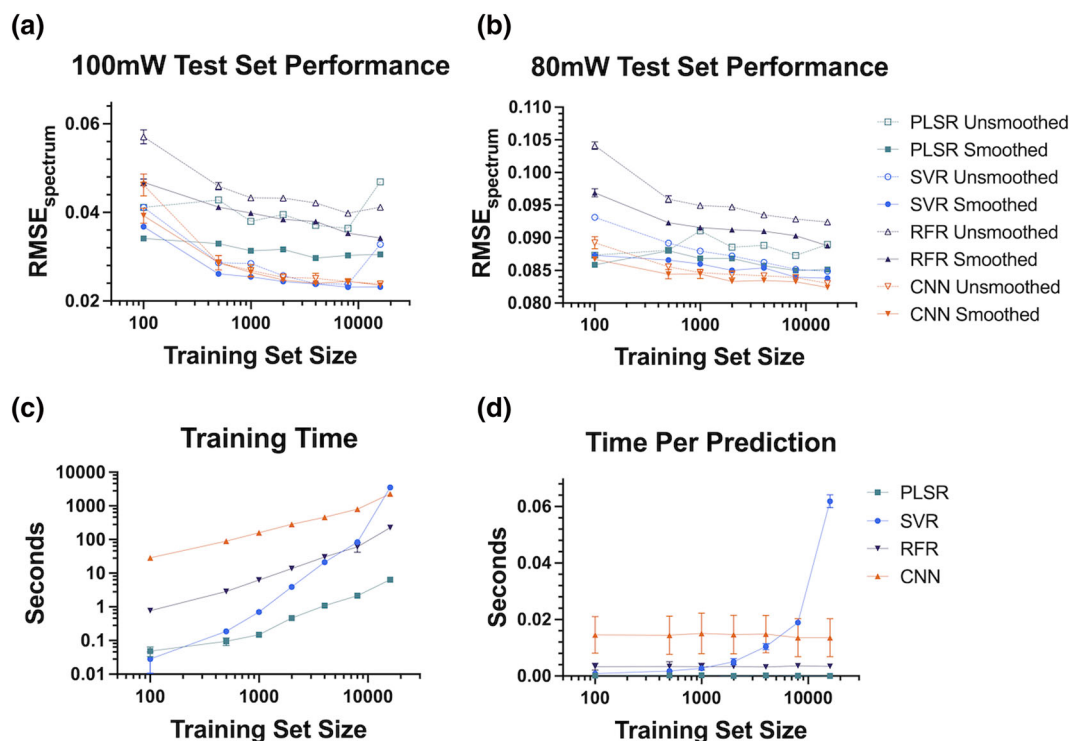 (a)
100mW Test Set Performance
RMSEspectrum
0.06
0.04
0.02
100
1000
10000
Training Set Size
(b)
80mW Test Set Performance
RMSEspectrum
0.110
0.105
0.100
0.095
0.090
0.085
0.080
100
1000
10000
Training Set Size
PLSR Unsmoothed
PLSR Smoothed
SVR Unsmoothed
SVR Smoothed
RFR Unsmoothed
RFR Smoothed
CNN Unsmoothed
CNN Smoothed
(c)
Training Time
Seconds
10000
1000
100
10
1
0.1
0.01
100
1000
10000
Training Set Size
(d)
Time Per Prediction
Seconds
0.06
0.04
0.02
0.00
100
1000
10000
Training Set Size
PLSR
SVR
RFR
CNN